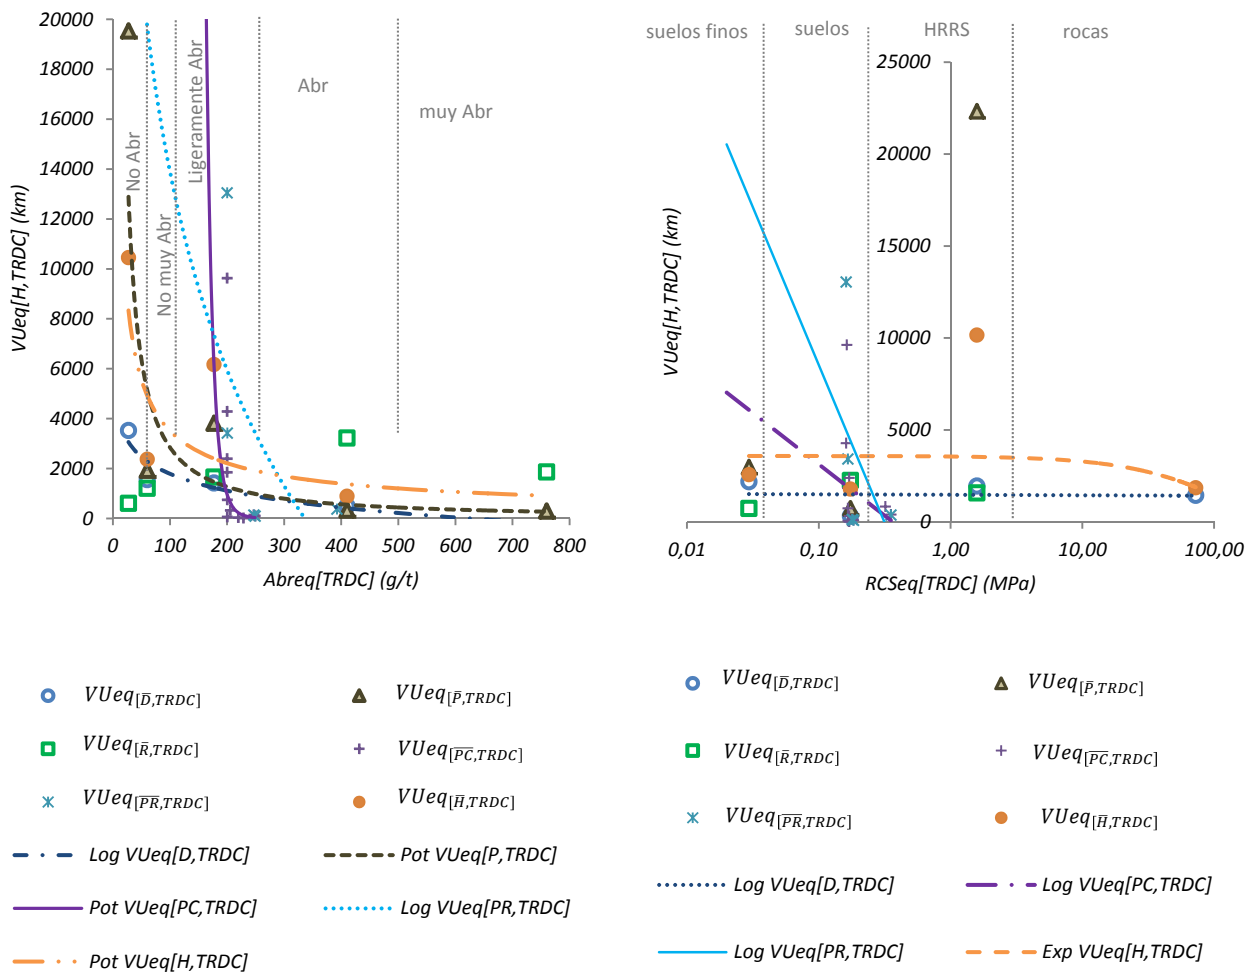 20000
18000
16000
14000
12000
10000
8000
6000
4000
2000
0
VUeq[H,TRDC] (km)
No Abr
No muy Abr
Ligeramente Abr
Abr
muy Abr
0 100 200 300 400 500 600 700 800
Abreq[TRDC] (g/t)
suelos finos
suelos
HRRS
rocas
25000
20000
15000
10000
5000
0
VUeq[H,TRDC] (km)
0,01 0,10 1,00 10,00 100,00
RCSeq[TRDC] (MPa)
VUeq[D̅,TRDC]
VUeq[P̅,TRDC]
VUeq[R̅,TRDC]
VUeq[P̅C̅,TRDC]
VUeq[P̅R̅,TRDC]
VUeq[H̅,TRDC]
Log VUeq[D,TRDC]
Pot VUeq[P,TRDC]
Pot VUeq[PC,TRDC]
Log VUeq[PR,TRDC]
Pot VUeq[H,TRDC]
VUeq[D̅,TRDC]
VUeq[P̅,TRDC]
VUeq[R̅,TRDC]
VUeq[P̅C̅,TRDC]
VUeq[P̅R̅,TRDC]
VUeq[H̅,TRDC]
Log VUeq[D,TRDC]
Log VUeq[PC,TRDC]
Log VUeq[PR,TRDC]
Exp VUeq[H,TRDC]